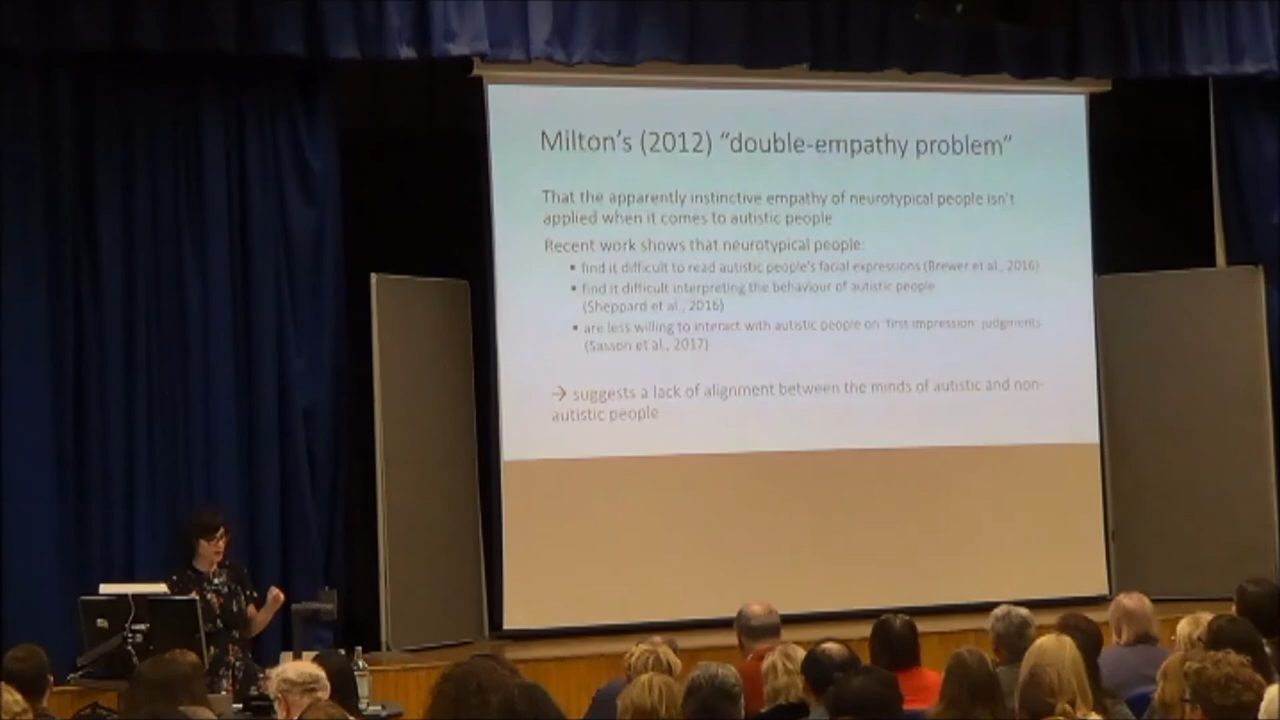 Milton's (2012) "double-empathy problem"
That the apparently instinctive empathy of neurotypical people isn't
applied when it comes to autistic people
Recent work shows that neurotypical people:
▪ find it difficult to read autistic people's facial expressions (Brewer et al., 2016)
▪ find it difficult interpreting the behaviour of autistic people
(Sheppard et al., 2016)
▪ are less willing to interact with autistic people on 'first impression' judgments
(Sasson et al., 2017)
→ suggests a lack of alignment between the minds of autistic and non-
autistic people